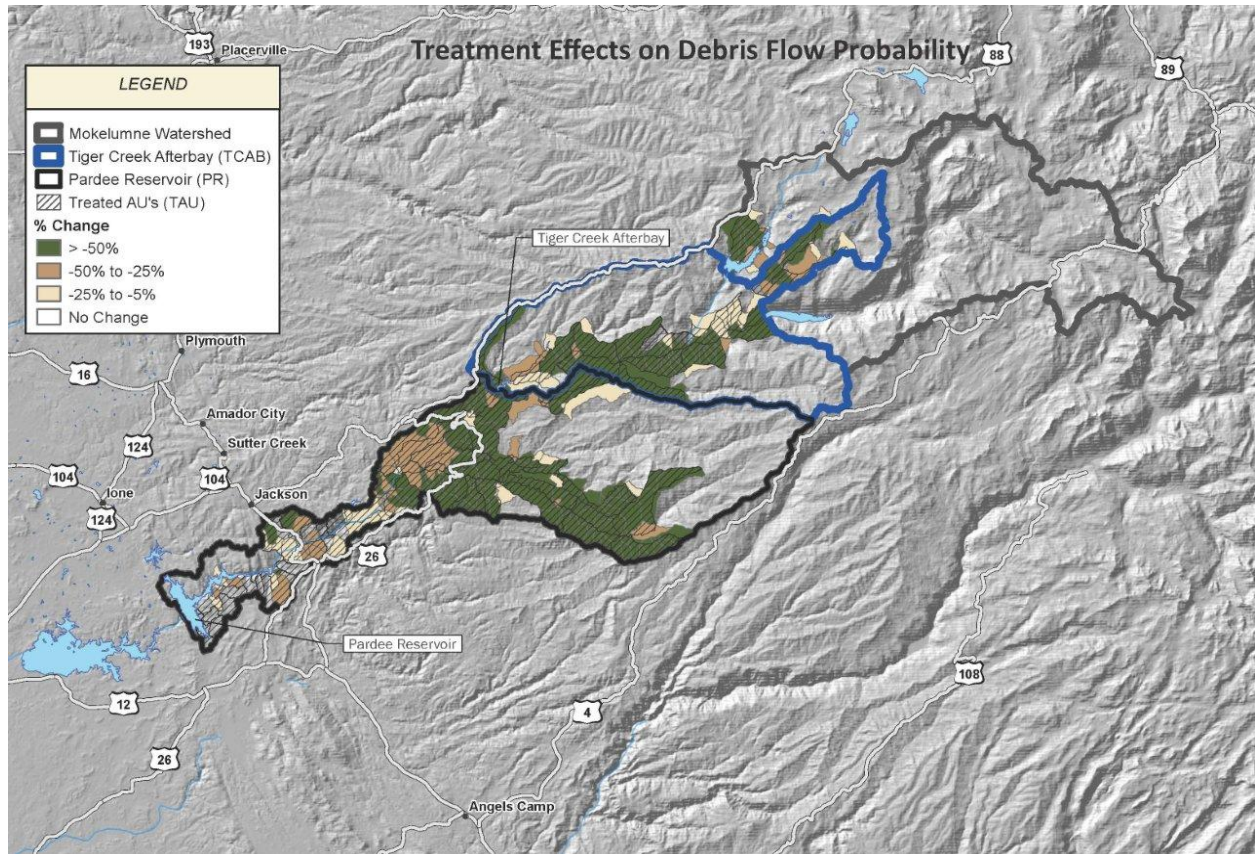 Treatment Effects on Debris Flow Probability
193
Placerville
88
89
LEGEND
Mokelumne Watershed
Tiger Creek Afterbay (TCAB)
Pardee Reservoir (PR)
Treated AU's (TAU)
% Change
> -50%
-50% to -25%
-25% to -5%
No Change
Tiger Creek Afterbay
Plymouth
16
Amador City
124
Sutter Creek
104
104
Ione
Jackson
124
26
Pardee Reservoir
108
12
4
26
Angels Camp